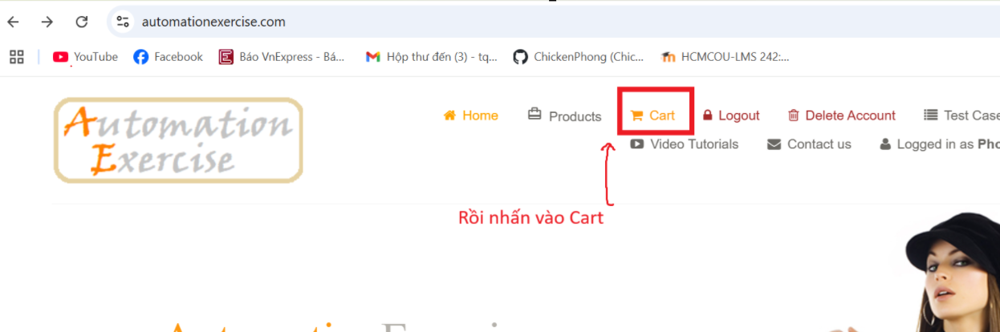 automationexercise.com
YouTube Facebook Báo VnExpress - Bá... Hộp thư đến (3) - tq... ChickenPhong (Chic... HCMCOU-LMS 242:...
Automation
Exercise
Home Products Cart Logout Delete Account Test Case
Video Tutorials Contact us Logged in as Pho
Rồi nhấn vào Cart